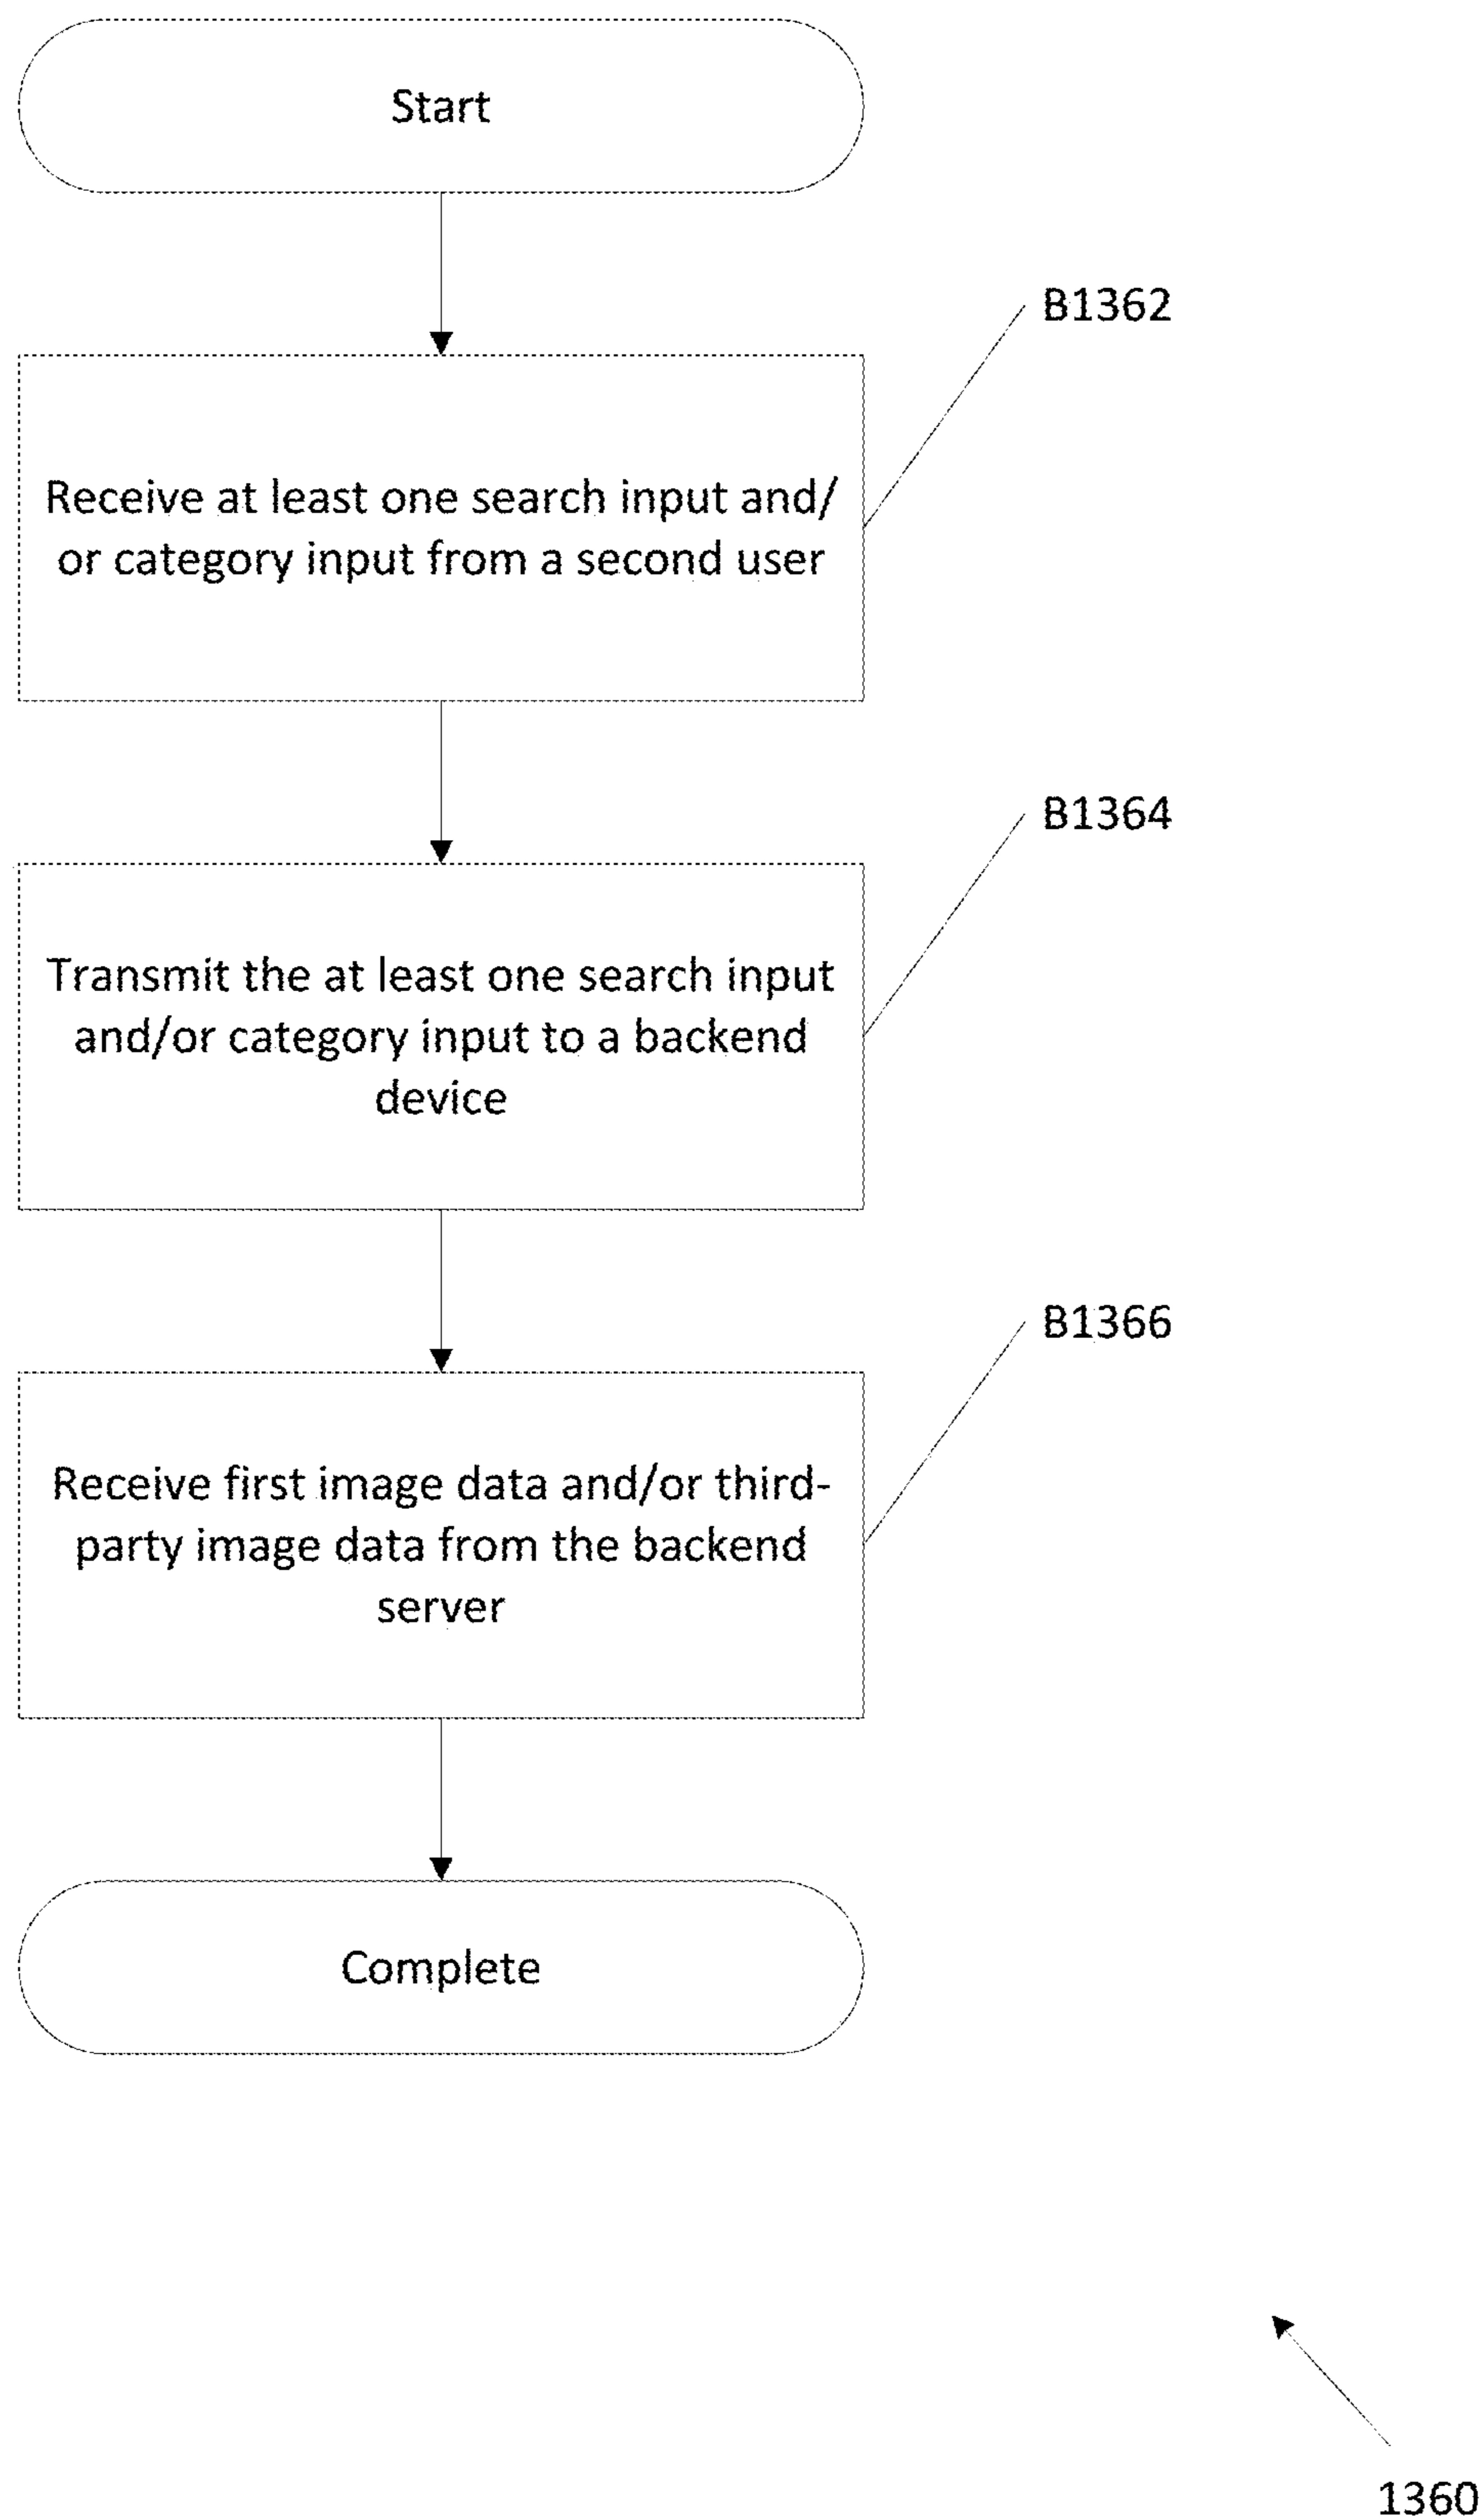 Start
B1362
Receive at least one search input and/
or category input from a second user
B1364
Transmit the at least one search input
and/or category input to a backend
device
B1366
Receive first image data and/or third-
party image data from the backend
server
Complete
1360